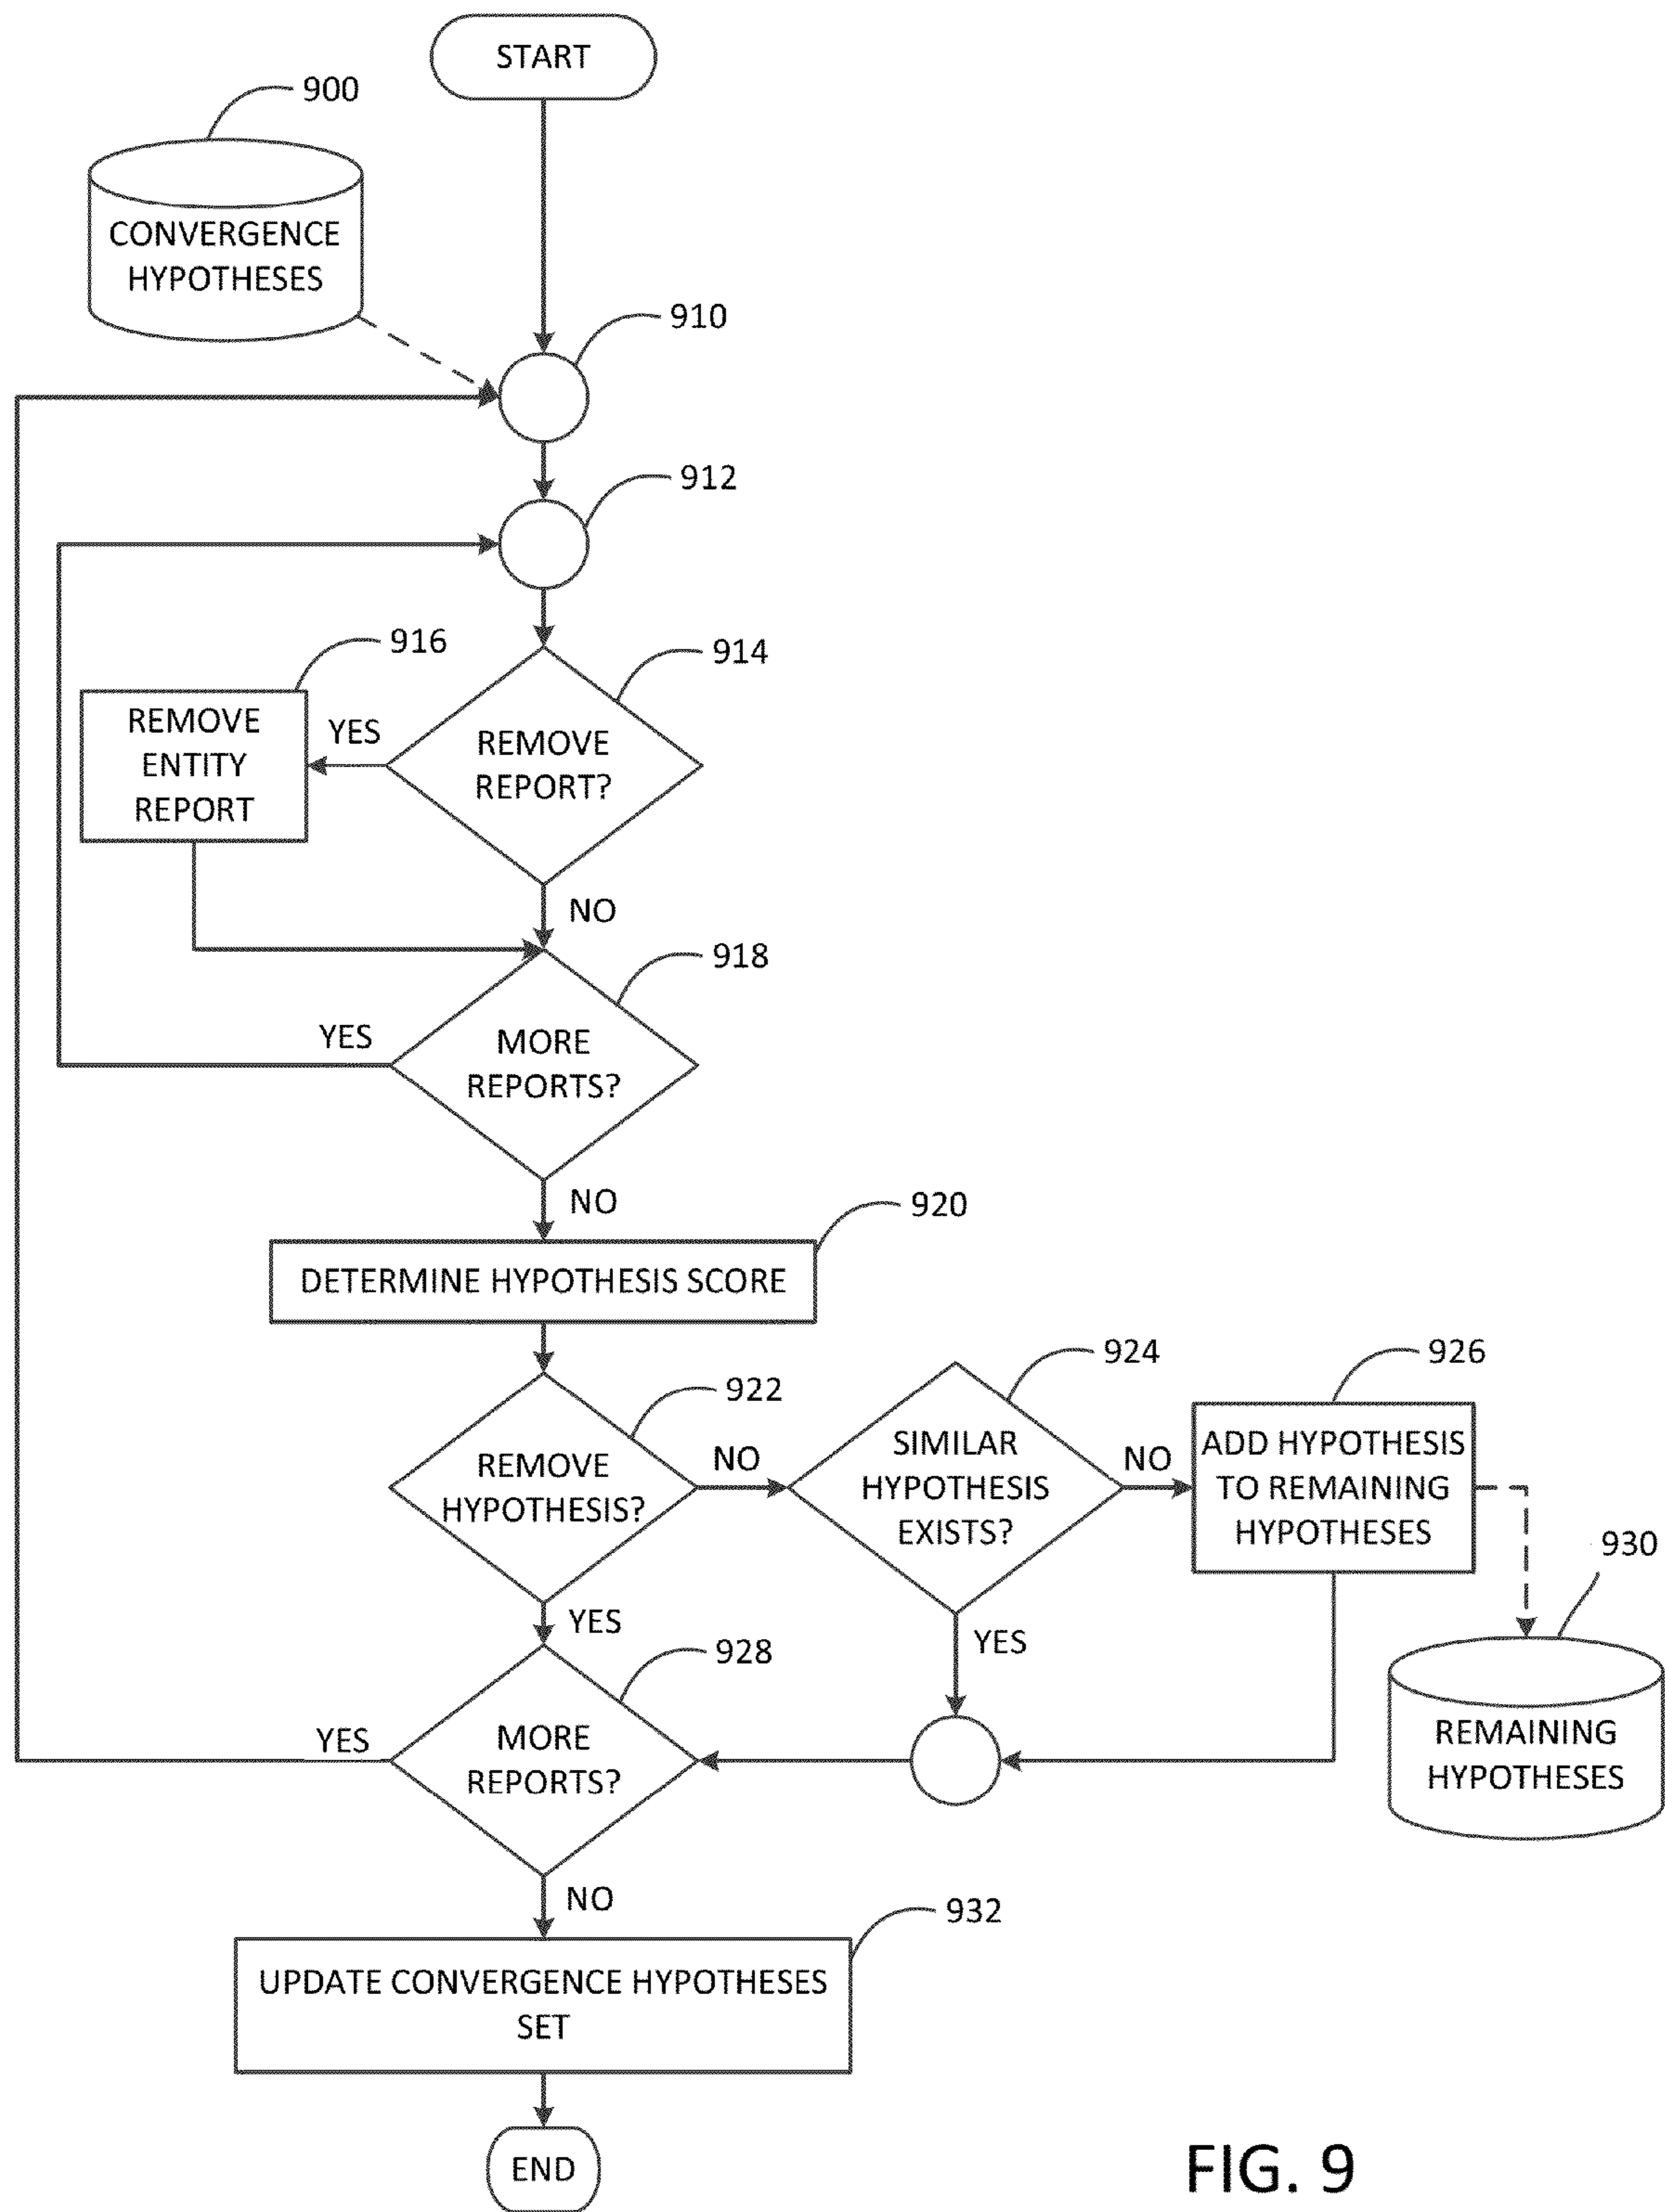 START
900
CONVERGENCE
HYPOTHESES
910
912
916
914
REMOVE
ENTITY
REPORT
YES
REMOVE
REPORT?
NO
918
YES
MORE
REPORTS?
NO
920
DETERMINE HYPOTHESIS SCORE
922
924
926
REMOVE
HYPOTHESIS?
NO
SIMILAR
HYPOTHESIS
EXISTS?
NO
ADD HYPOTHESIS
TO REMAINING
HYPOTHESES
930
YES
YES
928
YES
MORE
REPORTS?
REMAINING
HYPOTHESES
NO
932
UPDATE CONVERGENCE HYPOTHESES
SET
END
FIG. 9